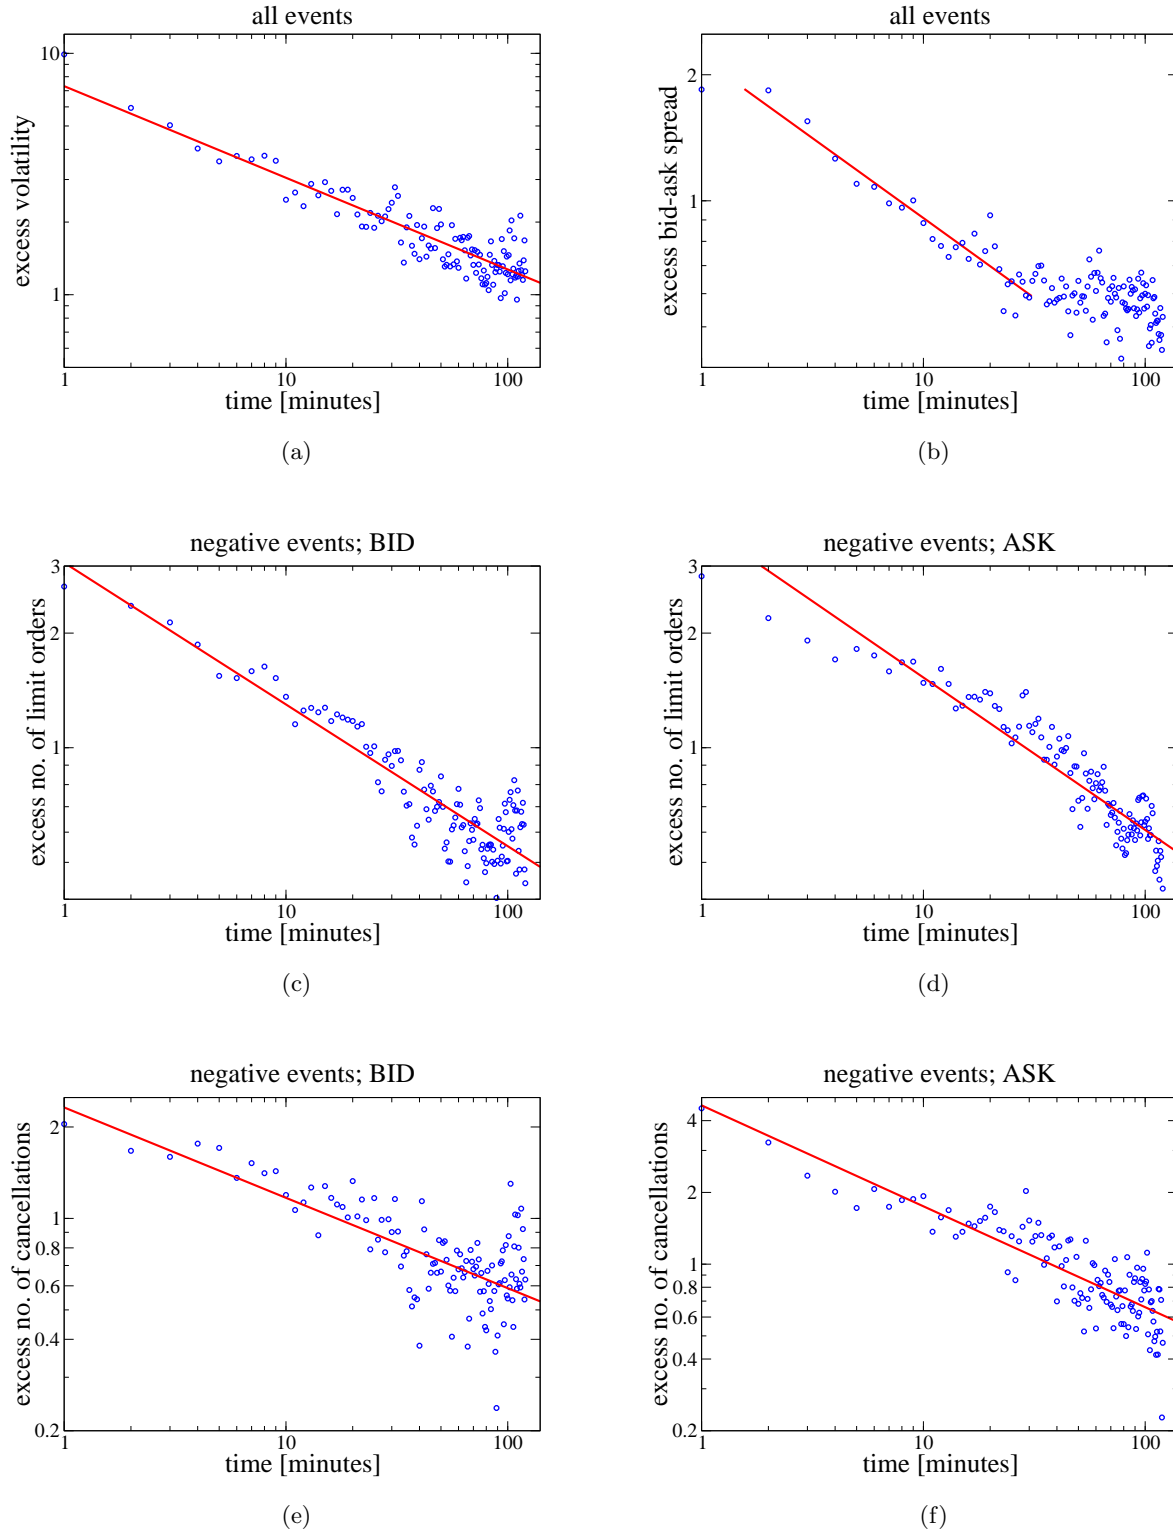 all events
all events
10
1
excess volatility
1
10
100
time [minutes]
2
1
excess bid-ask spread
1
10
100
time [minutes]
(a)
(b)
negative events; BID
negative events; ASK
3
2
1
excess no. of limit orders
1
10
100
time [minutes]
3
2
1
excess no. of limit orders
1
10
100
time [minutes]
(c)
(d)
negative events; BID
negative events; ASK
2
1
0.8
0.6
0.4
0.2
excess no. of cancellations
1
10
100
time [minutes]
4
2
1
0.8
0.6
0.4
0.2
excess no. of cancellations
1
10
100
time [minutes]
(e)
(f)